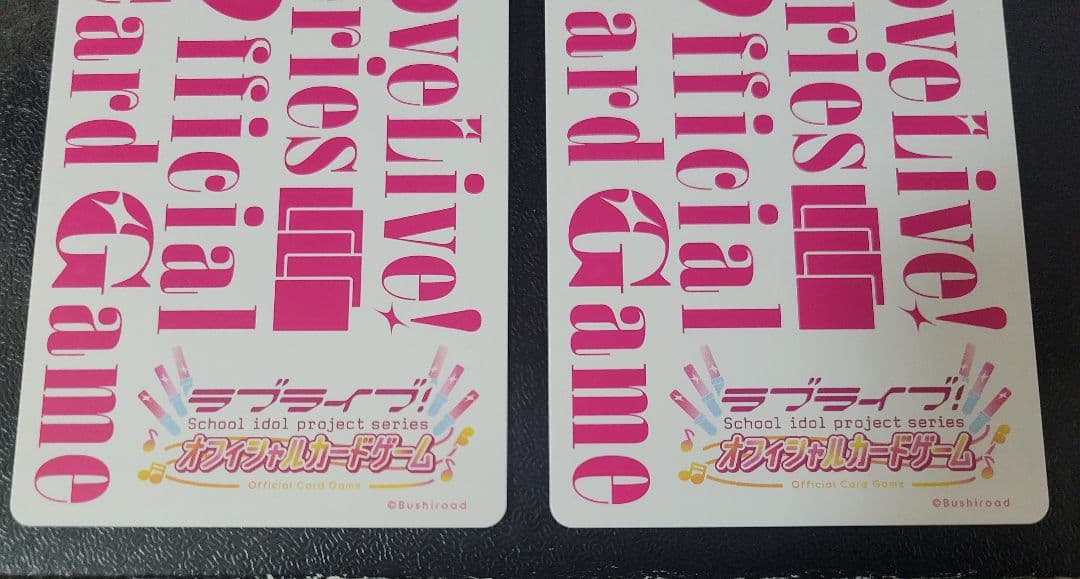 oveLive!
ries
fficial
ard Game
ラブライブ!
School idol project series
オフィシャルカードゲーム
Official Card Game
©Bushiroad
oveLive!
ries
fficial
ard Game
ラブライブ!
School idol project series
オフィシャルカードゲーム
Official Card Game
©Bushiroad